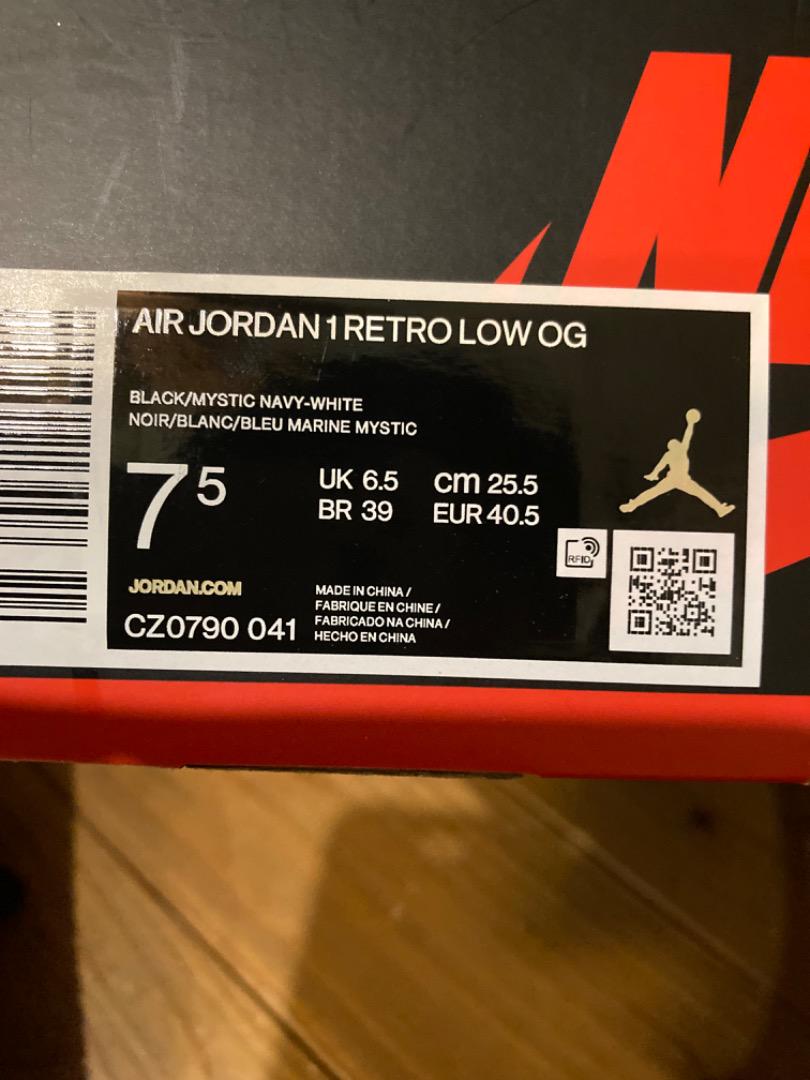 AIR JORDAN 1 RETRO LOW OG
BLACK/MYSTIC NAVY-WHITE
NOIR/BLANC/BLEU MARINE MYSTIC
7 5
UK 6.5 cm 25.5
BR 39 EUR 40.5
RFID
JORDAN.COM
CZ0790 041
MADE IN CHINA /
FABRIQUE EN CHINE /
FABRICADO NA CHINA /
HECHO EN CHINA